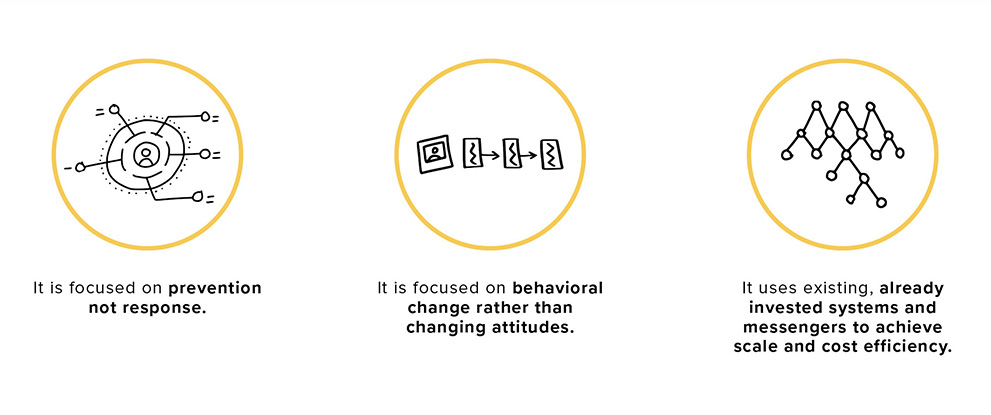 It is focused on prevention
not response.
It is focused on behavioral
change rather than
changing attitudes.
It uses existing, already
invested systems and
messengers to achieve
scale and cost efficiency.